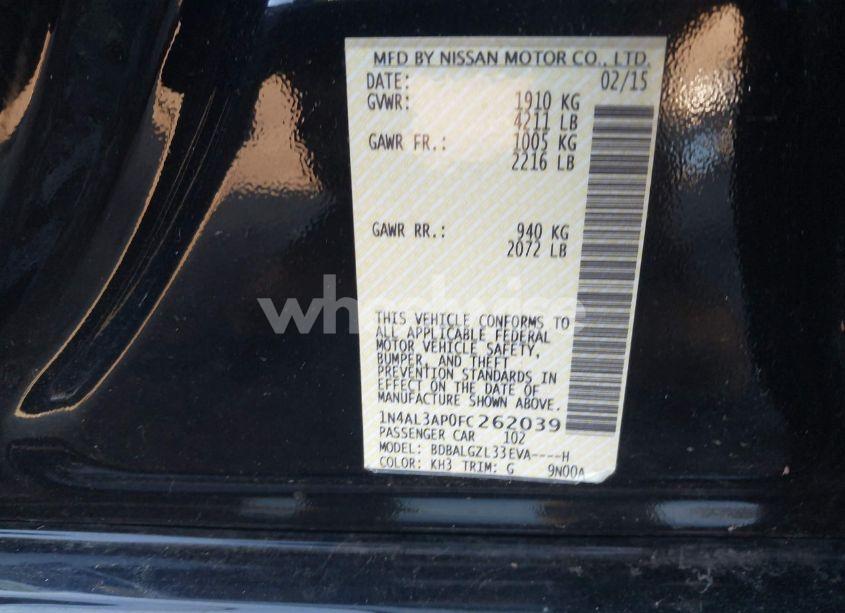 MFD BY NISSAN MOTOR CO., LTD.
DATE: 02/15
GVWR: 1910 KG
4211 LB
GAWR FR.: 1005 KG
2216 LB
GAWR RR.: 940 KG
2072 LB
THIS VEHICLE CONFORMS TO
ALL APPLICABLE FEDERAL
MOTOR VEHICLE SAFETY,
BUMPER, AND THEFT
PREVENTION STANDARDS IN
EFFECT ON THE DATE OF
MANUFACTURE SHOWN ABOVE.
1N4AL3AP0FC262039
PASSENGER CAR 102
MODEL: BDBALGZL33EVA----H
COLOR: KH3 TRIM: G 9N00A